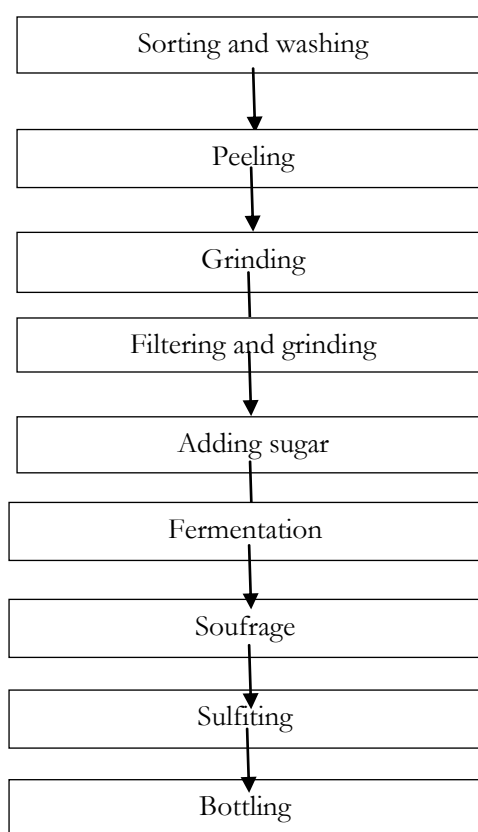 Sorting and washing
Peeling
Grinding
Filtering and grinding
Adding sugar
Fermentation
Soufrage
Sulfiting
Bottling